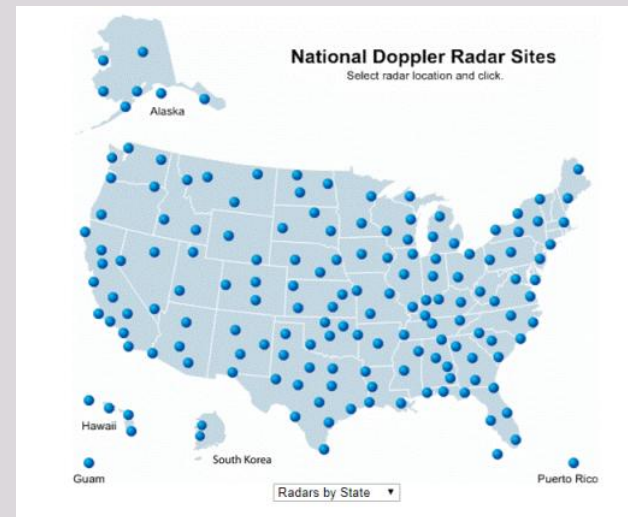 National Doppler Radar Sites
Select radar location and click.
Alaska
Hawaii
South Korea
Guam
Puerto Rico
Radars by State